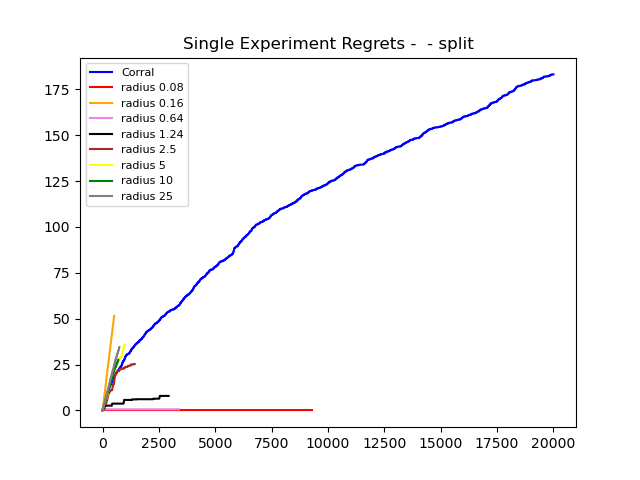 Single Experiment Regrets -  - split
Corral
radius 0.08
radius 0.16
radius 0.64
radius 1.24
radius 2.5
radius 5
radius 10
radius 25
175
150
125
100
75
50
25
0
0 2500 5000 7500 10000 12500 15000 17500 20000